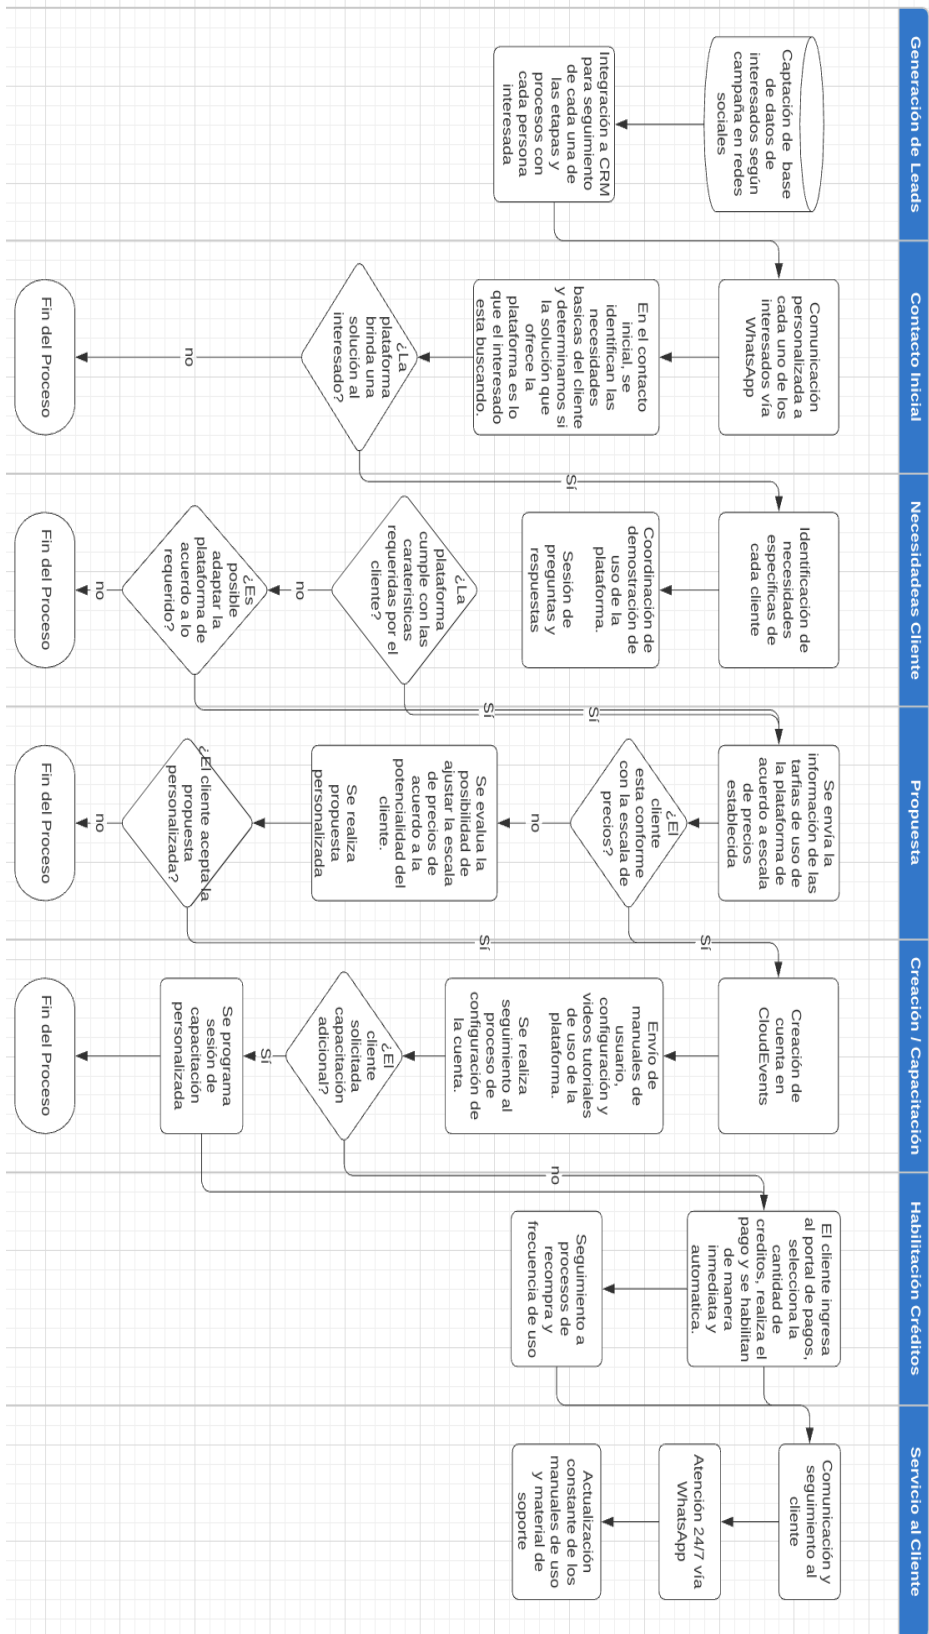 Generación de Leads
Captación de base
de datos de
interesados según
campaña en redes
sociales
Integración a CRM
para seguimiento
de cada una de
las etapas y
procesos con
cada persona
interesada
Contacto Inicial
Comunicación
personalizada a
cada uno de los
interesados vía
WhatsApp
En el contacto
inicial, se
identifican las
necesidades
basicas del cliente
y determinamos si
la solución que
ofrece la
plataforma es lo
que el interesado
esta buscando.
¿La
plataforma
brinda una
solución al
interesado?
no
Fin del Proceso
Sí
Necesidadeas Cliente
Identificación de
necesidades
especificas de
cada cliente
Coordinación de
demostración de
uso de la
plataforma.
Sesión de
preguntas y
respuestas
¿La
plataforma
cumple con las
carateristicas
requeridas por el
cliente?
no
¿Es
posible
adaptar la
plataforma de
acuerdo a lo
requerido?
no
Fin del Proceso
Sí
Sí
Propuesta
Se envía la
información de las
tarfias de uso de
la plataforma de
acuerdo a escala
de precios
establecida
¿El
cliente
esta conforme
con la escala de
precios?
no
Se evalua la
posibilidad de
ajustar la escala
de precios de
acuerdo a la
potencialidad del
cliente.
Se realiza
propuesta
personalizada
¿El cliente acepta la
propuesta
personalizada?
no
Fin del Proceso
Sí
Sí
Creación / Capacitación
Creación de
cuenta en
CloudEvents
Envío de
manuales de
usuario,
configuración y
videos tutoriales
de uso de la
plataforma.
Se realiza
seguimiento al
proceso de
configuración de
la cuenta.
¿El
cliente
solicitada
capacitación
adicional?
Sí
Se programa
sesión de
capacitación
personalizada
Fin del Proceso
no
Habilitación Créditos
El cliente ingresa
al portal de pagos,
selecciona la
cantidad de
creditos, realiza el
pago y se habilitan
de manera
inmediata y
automatica.
Seguimiento a
procesos de
recompra y
frecuencia de uso
Servicio al Cliente
Comunicación y
seguimiento al
cliente
Atención 24/7 vía
WhatsApp
Actualización
constante de los
manuales de uso
y material de
soporte